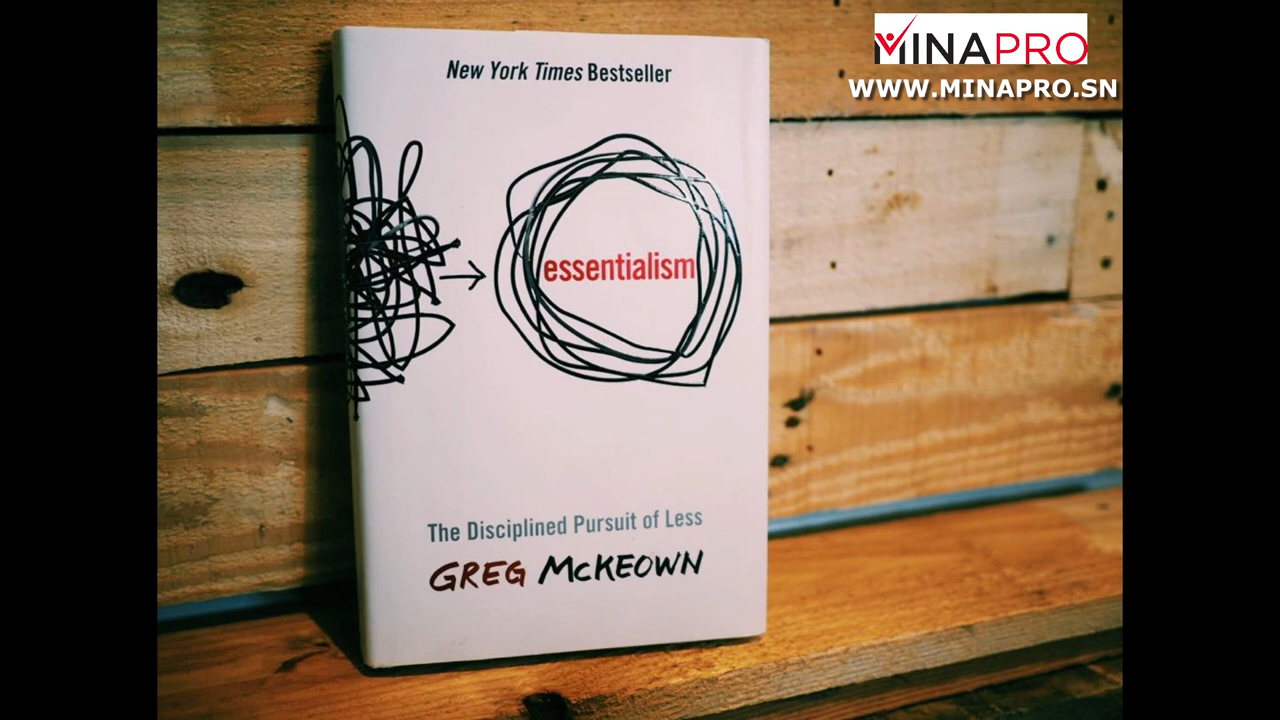 New York Times Bestseller
essentialism
The Disciplined Pursuit of Less
GREG McKEOWN
MINAPRO
WWW.MINAPRO.SN